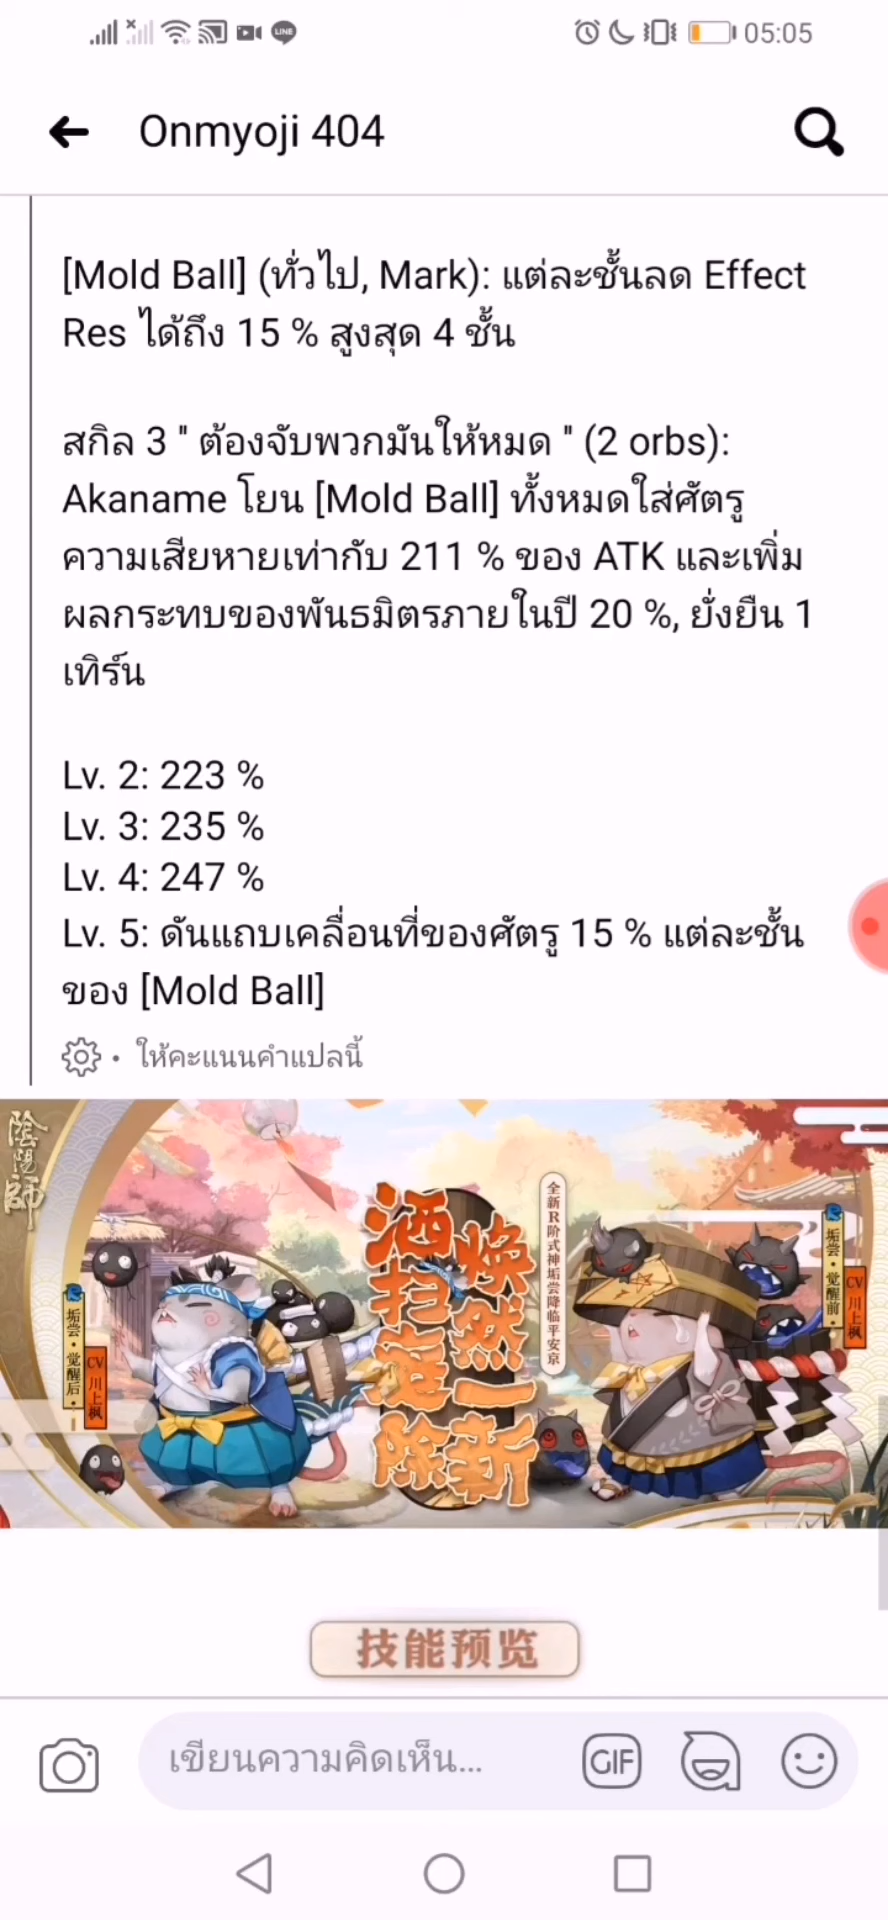 LINE
05:05
Onmyoji 404
[Mold Ball] (ทั่วไป, Mark): แต่ละชั้นลด Effect
Res ได้ถึง 15 % สูงสุด 4 ชั้น
สกิล 3 " ต้องจับพวกมันให้หมด " (2 orbs):
Akaname โยน [Mold Ball] ทั้งหมดใส่ศัตรู
ความเสียหายเท่ากับ 211 % ของ ATK และเพิ่ม
ผลกระทบของพันธมิตรภายในปี 20 %, ยั่งยืน 1
เทิร์น
Lv. 2: 223 %
Lv. 3: 235 %
Lv. 4: 247 %
Lv. 5: ดันแถบเคลื่อนที่ของศัตรู 15 % แต่ละชั้น
ของ [Mold Ball]
· ให้คะแนนคำแปลนี้
陰陽師
垢尝·觉醒后·
CV川上枫
洒扫庭除
焕然一新
全新R阶式神垢尝降临平安京
垢尝·觉醒前·
CV川上枫
技能预览
เขียนความคิดเห็น...
GIF